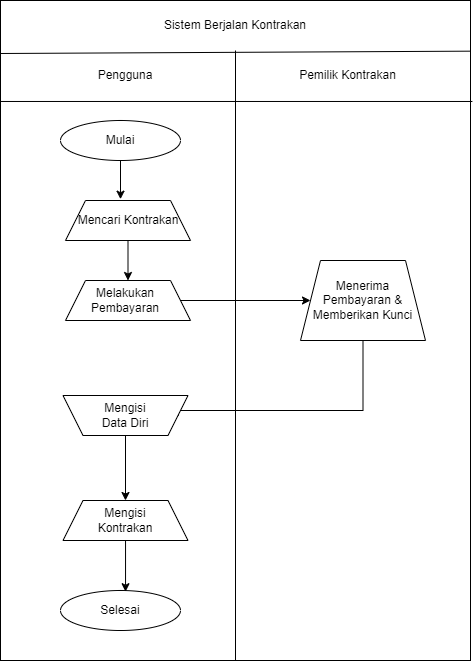 Sistem Berjalan Kontrakan
Pengguna
Pemilik Kontrakan
Mulai
Mencari Kontrakan
Melakukan
Pembayaran
Menerima
Pembayaran &
Memberikan Kunci
Mengisi
Data Diri
Mengisi
Kontrakan
Selesai